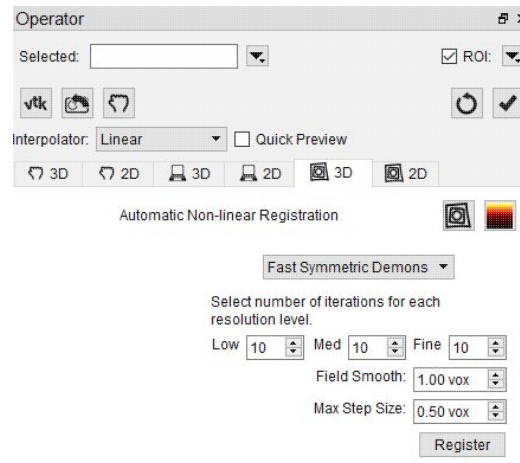 Operator
Selected:
ROI:
vtk
Interpolator: Linear Quick Preview
3D 2D 3D 2D 3D 2D
Automatic Non-linear Registration
Fast Symmetric Demons
Select number of iterations for each
resolution level.
Low 10 Med 10 Fine 10
Field Smooth: 1.00 vox
Max Step Size: 0.50 vox
Register